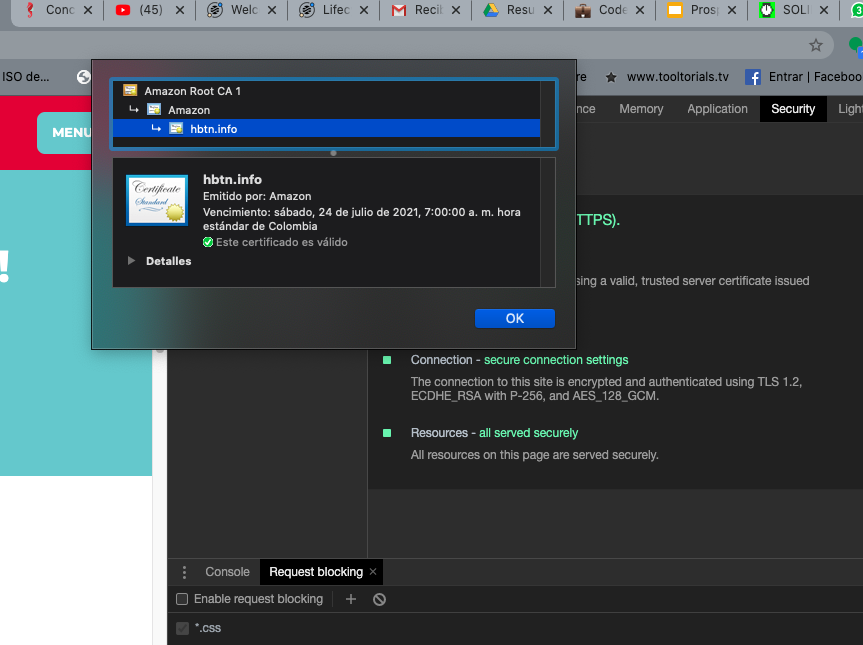 Conc
(45)
Welc
Lifec
Recib
Resu
Code
Prosp
SOLI
3
ISO de...
re
www.tooltorials.tv
Entrar | Faceboo
MENU
nce
Memory
Application
Security
Light
Amazon Root CA 1
Amazon
hbtn.info
Certificate
Standard
hbtn.info
Emitido por: Amazon
Vencimiento: sábado, 24 de julio de 2021, 7:00:00 a. m. hora
estándar de Colombia
Este certificado es válido
Detalles
OK
!
TTPS).
sing a valid, trusted server certificate issued
Connection - secure connection settings
The connection to this site is encrypted and authenticated using TLS 1.2,
ECDHE_RSA with P-256, and AES_128_GCM.
Resources - all served securely
All resources on this page are served securely.
Console
Request blocking
Enable request blocking
*.css